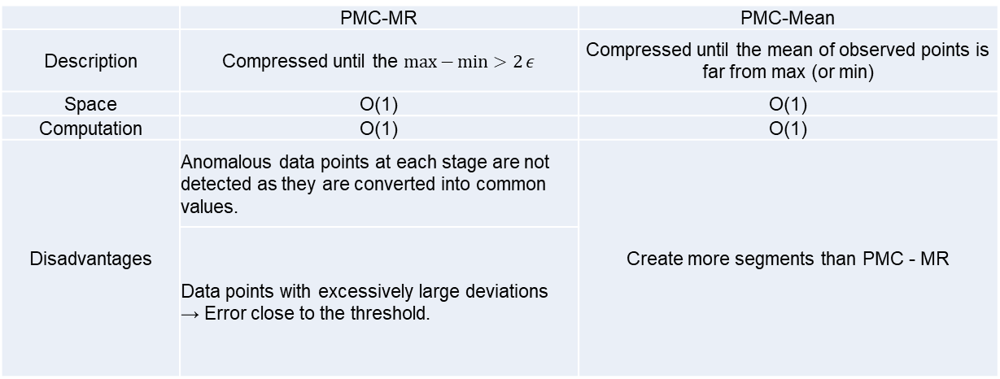 PMC-MR
PMC-Mean
Description
Compressed until the max − min > 2 ϵ
Compressed until the mean of observed points is
far from max (or min)
Space
O(1)
O(1)
Computation
O(1)
O(1)
Disadvantages
Anomalous data points at each stage are not
detected as they are converted into common
values.
Data points with excessively large deviations
→ Error close to the threshold.
Create more segments than PMC - MR